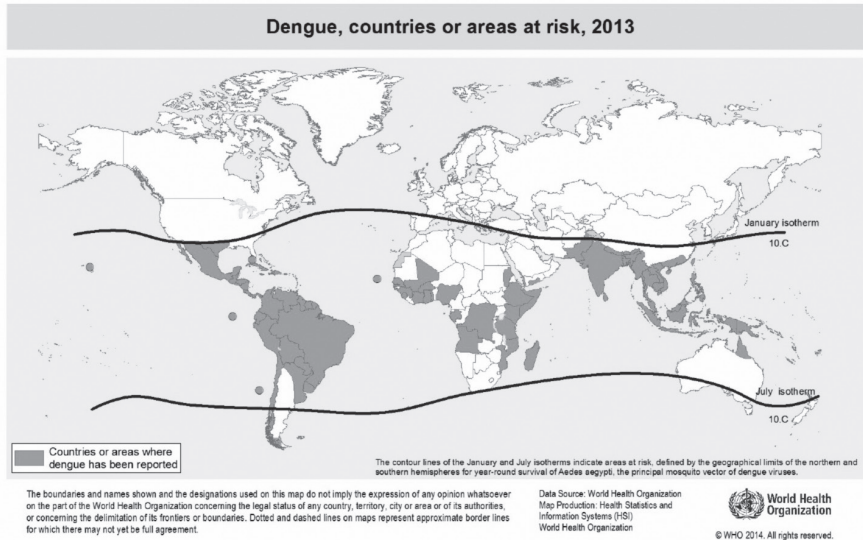 Dengue, countries or areas at risk, 2013
January isotherm
10.C
July isotherm
10.C
Countries or areas where
dengue has been reported
The contour lines of the January and July isotherms indicate areas at risk, defined by the geographical limits of the northern and
southern hemispheres for year-round survival of Aedes aegypti, the principal mosquito vector of dengue viruses.
The boundaries and names shown and the designations used on this map do not imply the expression of any opinion whatsoever
on the part of the World Health Organization concerning the legal status of any country, territory, city or area or of its authorities,
or concerning the delimitation of its frontiers or boundaries. Dotted and dashed lines on maps represent approximate border lines
for which there may not yet be full agreement.
Data Source: World Health Organization
Map Production: Health Statistics and
Information Systems (HSI)
World Health Organization
World Health
Organization
© WHO 2014. All rights reserved.